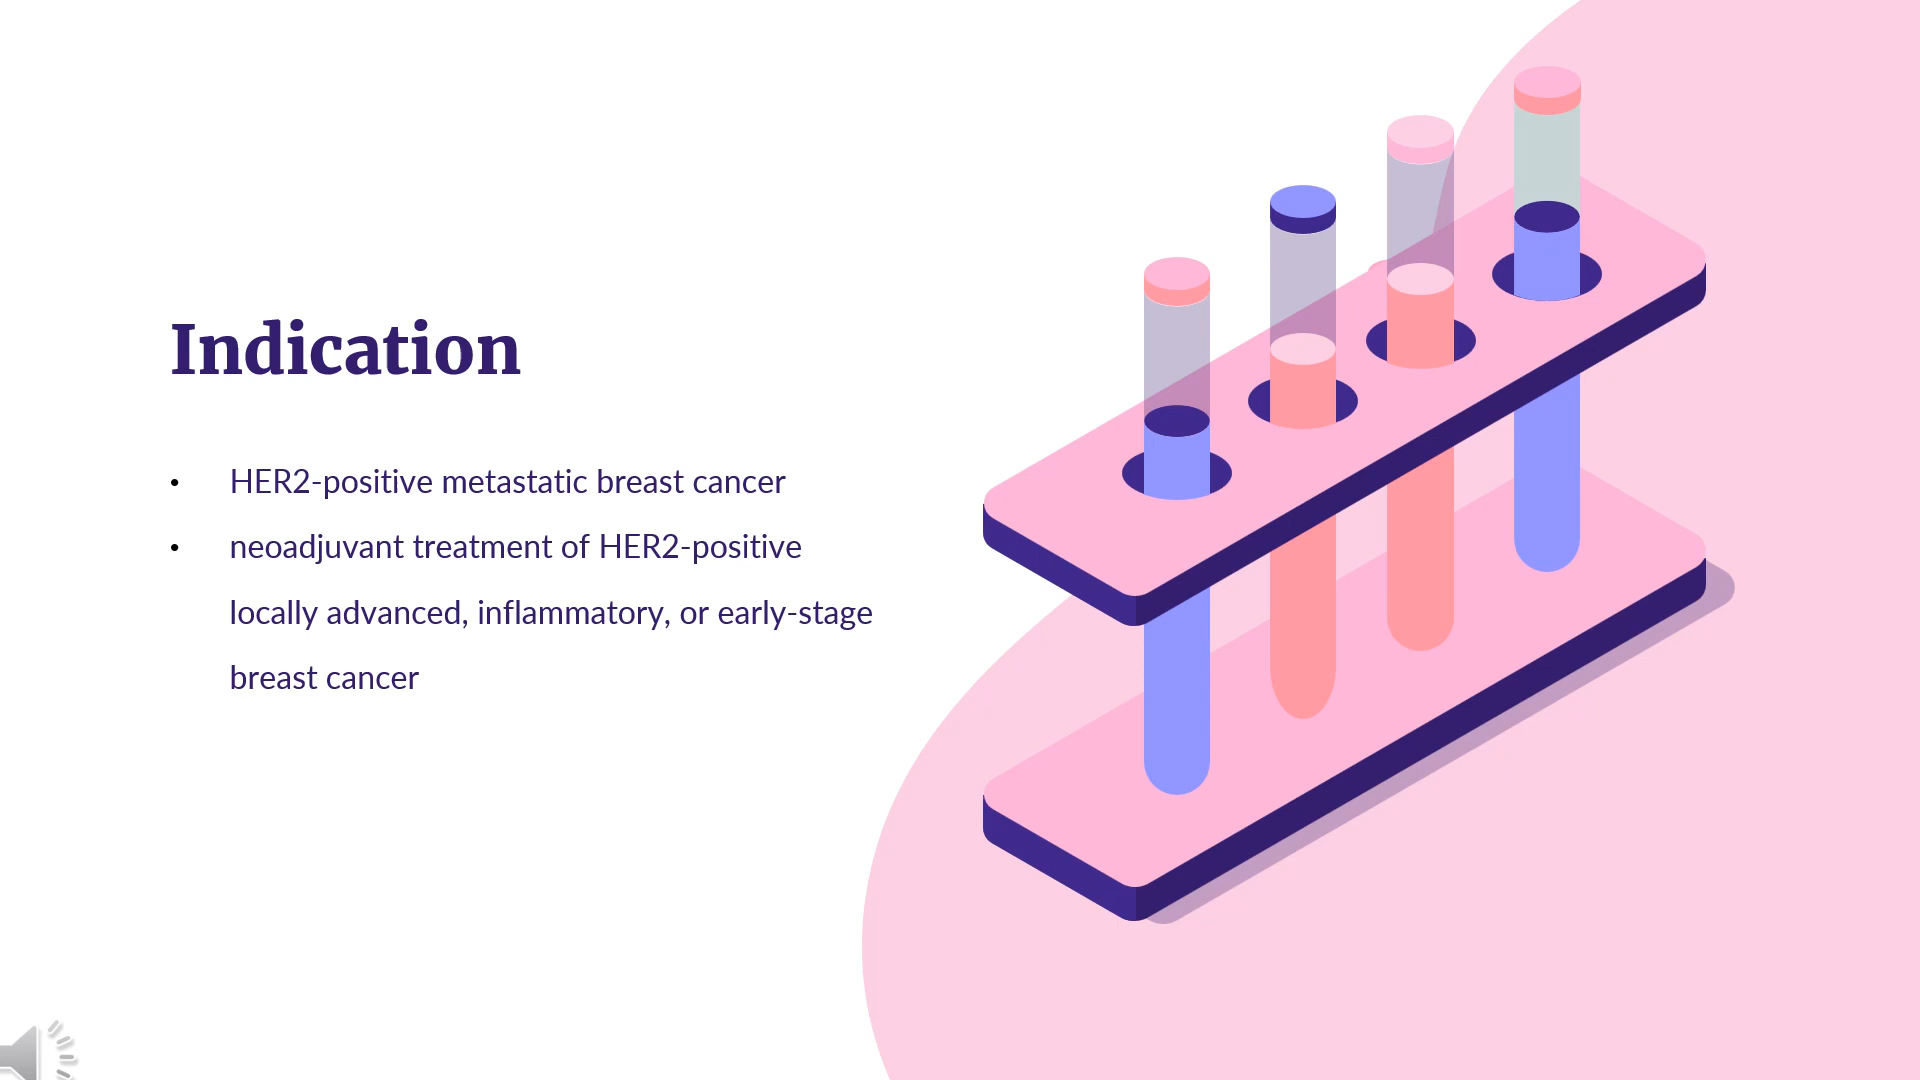 Indication
• HER2-positive metastatic breast cancer
• neoadjuvant treatment of HER2-positive
locally advanced, inflammatory, or early-stage
breast cancer